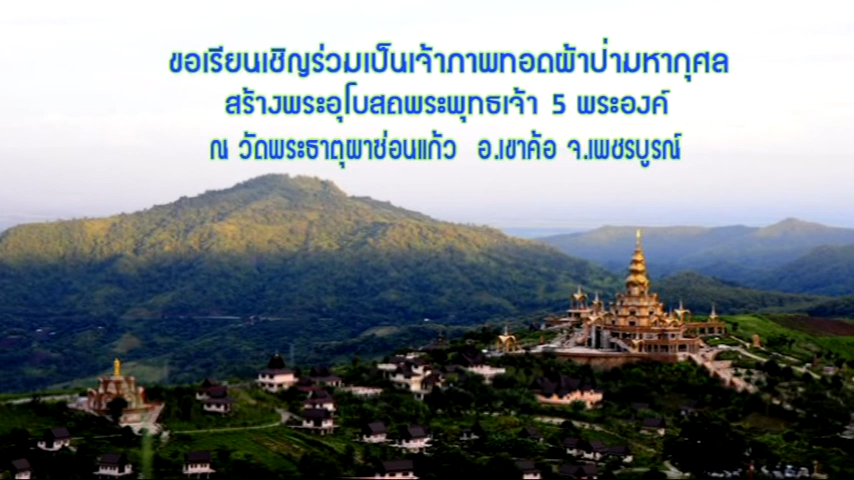 ขอเรียนเชิญร่วมเป็นเจ้าภาพทอดผ้าป่ามหากุศล
สร้างพระอุโบสถพระพุทธเจ้า 5 พระองค์
ณ วัดพระธาตุผาซ่อนแก้ว อ.เขาค้อ จ.เพชรบูรณ์